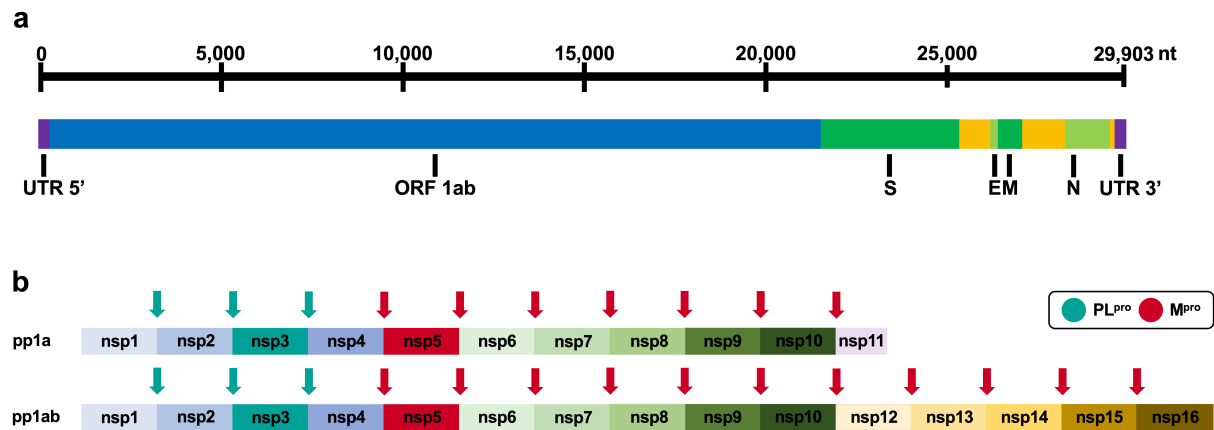 a
0 5,000 10,000 15,000 20,000 25,000 29,903 nt
UTR 5’ ORF 1ab S E M N UTR 3’
b
PLpro Mpro
pp1a nsp1 nsp2 nsp3 nsp4 nsp5 nsp6 nsp7 nsp8 nsp9 nsp10 nsp11
pp1ab nsp1 nsp2 nsp3 nsp4 nsp5 nsp6 nsp7 nsp8 nsp9 nsp10 nsp12 nsp13 nsp14 nsp15 nsp16